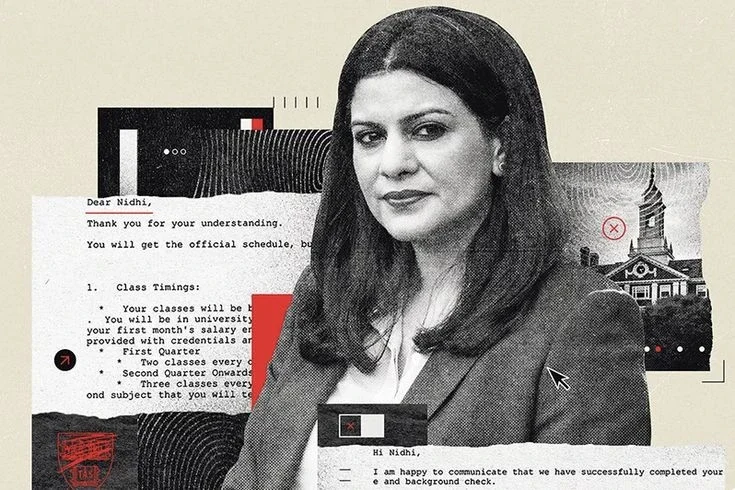 Dear Nidhi,
Thank you for your understanding.
You will get the official schedule,
1. Class Timings:
* Your classes will be
. You will be in university
your first month's salary
provided with credentials
* First Quarter
* Two classes every
* Second Quarter Onwards
* Three classes every
ond subject that you will
Hi Nidhi,
I am happy to communicate that we have successfully completed your
e and background check.